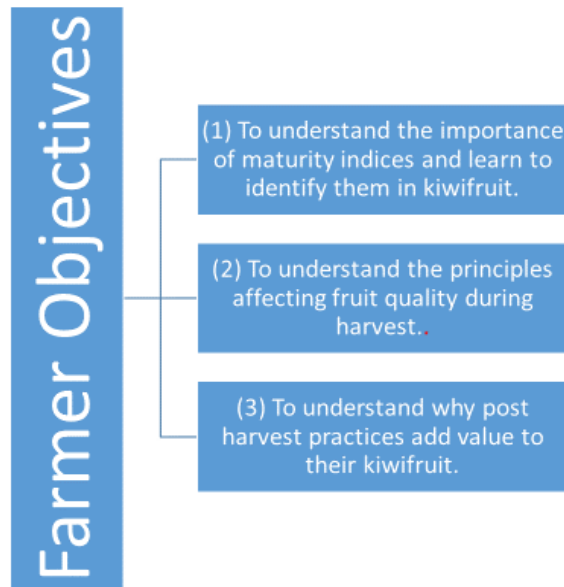 Farmer Objectives
(1) To understand the importance
of maturity indices and learn to
identify them in kiwifruit.
(2) To understand the principles
affecting fruit quality during
harvest..
(3) To understand why post
harvest practices add value to
their kiwifruit.